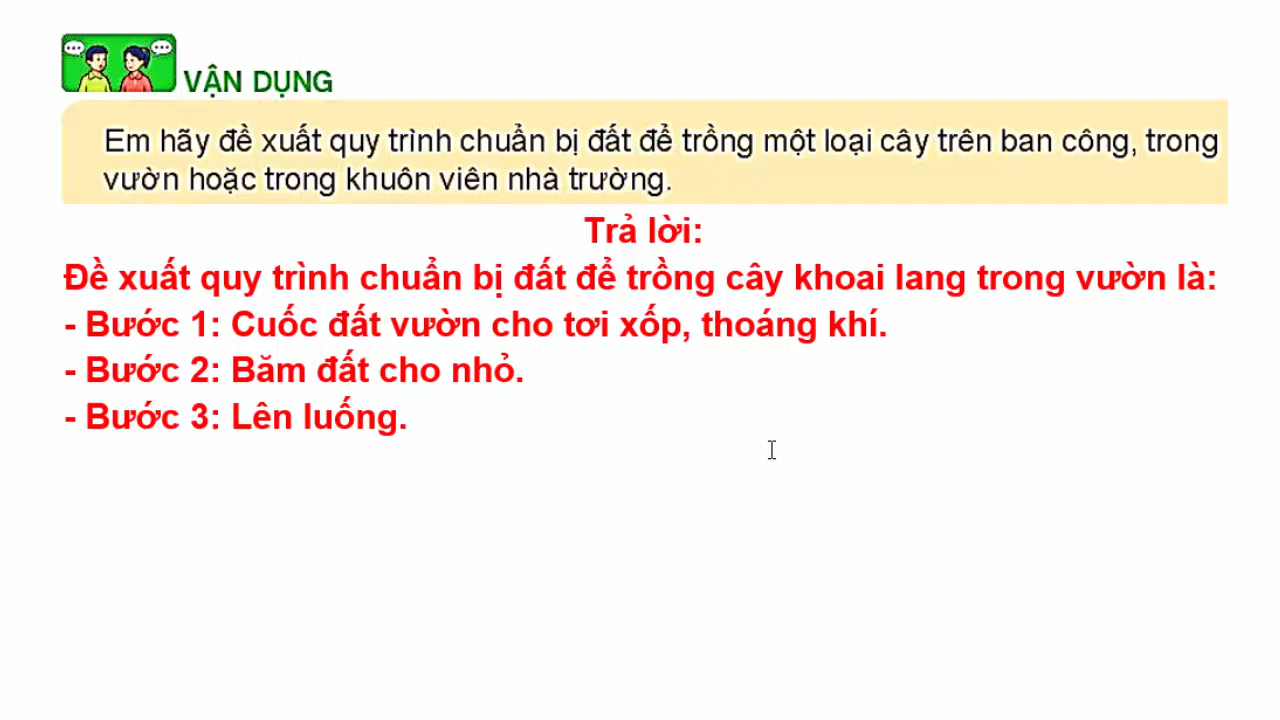 VẬN DỤNG
Em hãy đề xuất quy trình chuẩn bị đất để trồng một loại cây trên ban công, trong
vườn hoặc trong khuôn viên nhà trường.
Trả lời:
Đề xuất quy trình chuẩn bị đất để trồng cây khoai lang trong vườn là:
- Bước 1: Cuốc đất vườn cho tơi xốp, thoáng khí.
- Bước 2: Băm đất cho nhỏ.
- Bước 3: Lên luống.